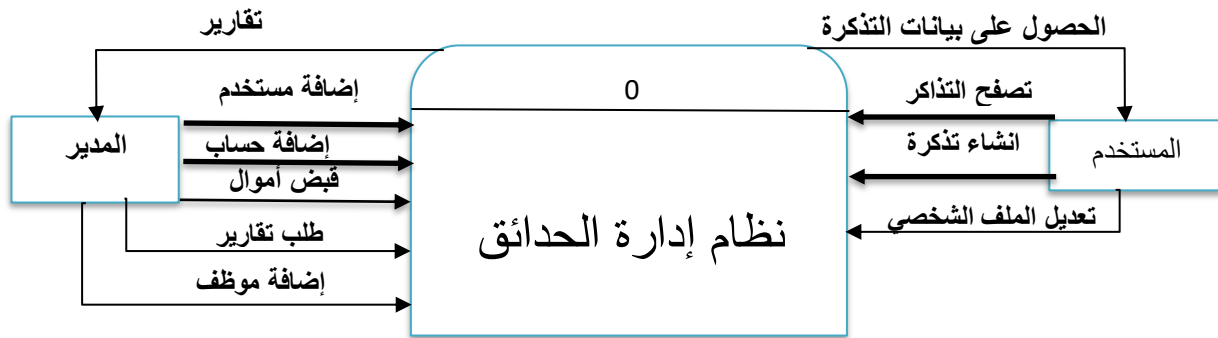 الحصول على بيانات التذكرة
تقارير
0
تصفح التذاكر
إضافة مستخدم
المستخدم
انشاء تذكرة
إضافة حساب
المدير
قبض أموال
تعديل الملف الشخصي
نظام إدارة الحدائق
طلب تقارير
إضافة موظف